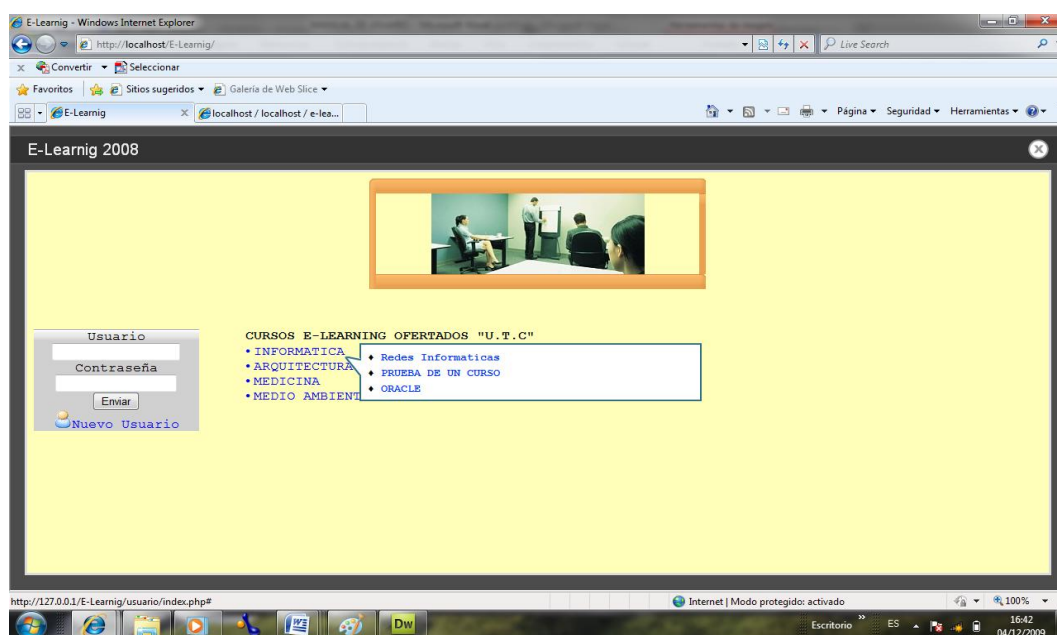 E-Learnig - Windows Internet Explorer
http://localhost/E-Learnig/
Live Search
x Convertir Seleccionar
Favoritos Sitios sugeridos Galería de Web Slice
E-Learnig x localhost / localhost / e-lea...
Página Seguridad Herramientas
E-Learnig 2008
Usuario
Contraseña
Enviar
Nuevo Usuario
CURSOS E-LEARNING OFERTADOS "U.T.C"
• INFORMATICA
• ARQUITECTURA
• MEDICINA
• MEDIO AMBIENT
♦ Redes Informaticas
♦ PRUEBA DE UN CURSO
♦ ORACLE
http://127.0.0.1/E-Learnig/usuario/index.php#
Internet | Modo protegido: activado
100%
Dw
Escritorio » ES
16:42
04/12/2009